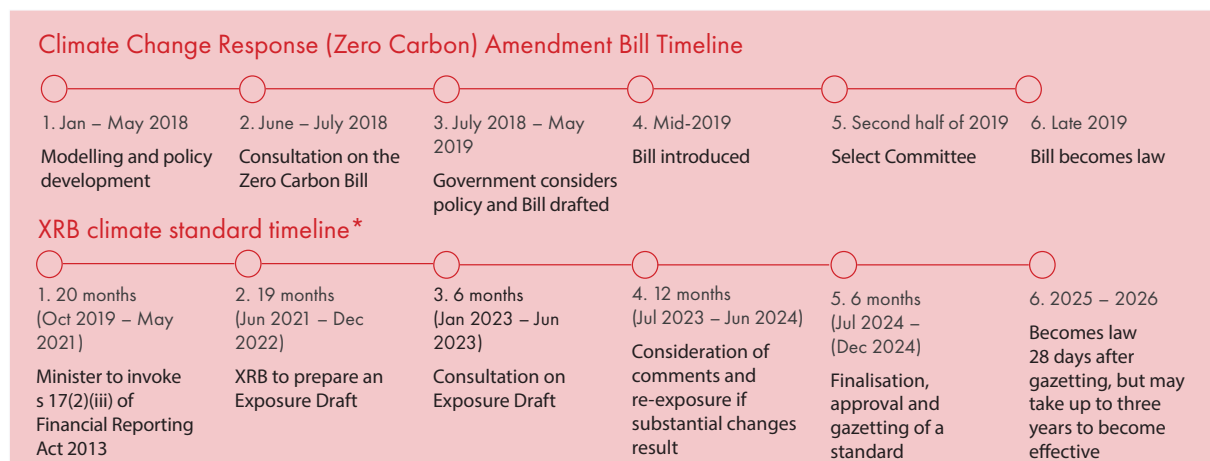 Climate Change Response (Zero Carbon) Amendment Bill Timeline
1. Jan – May 2018
Modelling and policy
development
2. June – July 2018
Consultation on the
Zero Carbon Bill
3. July 2018 – May
2019
Government considers
policy and Bill drafted
4. Mid-2019
Bill introduced
5. Second half of 2019
Select Committee
6. Late 2019
Bill becomes law
XRB climate standard timeline*
1. 20 months
(Oct 2019 – May
2021)
Minister to invoke
s 17(2)(iii) of
Financial Reporting
Act 2013
2. 19 months
(Jun 2021 – Dec
2022)
XRB to prepare an
Exposure Draft
3. 6 months
(Jan 2023 – Jun
2023)
Consultation on
Exposure Draft
4. 12 months
(Jul 2023 – Jun 2024)
Consideration of
comments and
re-exposure if
substantial changes
result
5. 6 months
(Jul 2024 –
(Dec 2024)
Finalisation,
approval and
gazetting of a
standard
6. 2025 – 2026
Becomes law
28 days after
gazetting, but may
take up to three
years to become
effective